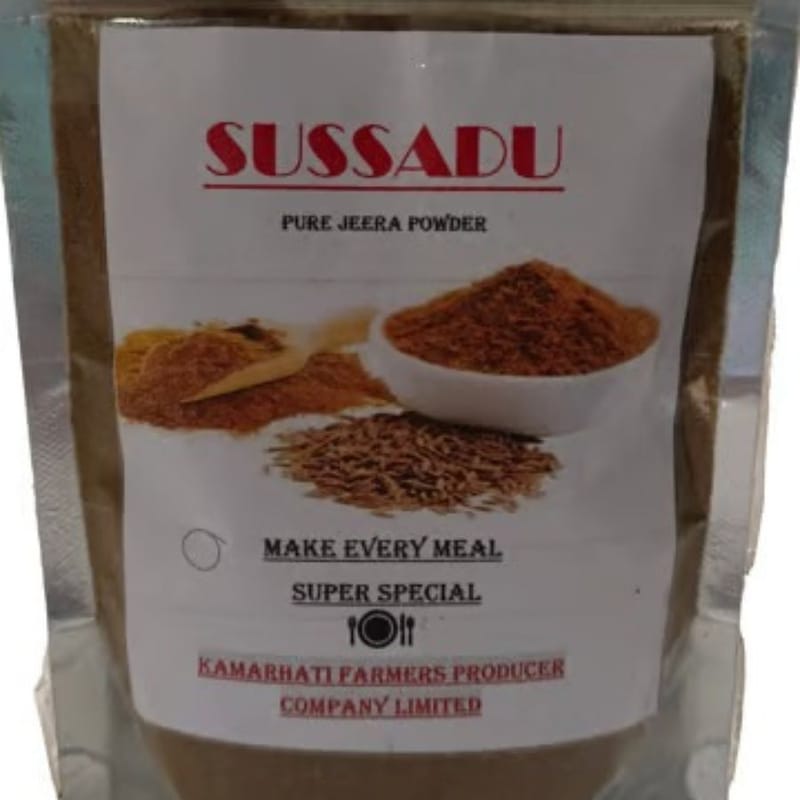 SUSSADU
PURE JEERA POWDER
MAKE EVERY MEAL
SUPER SPECIAL
KAMARHATI FARMERS PRODUCER
COMPANY LIMITED